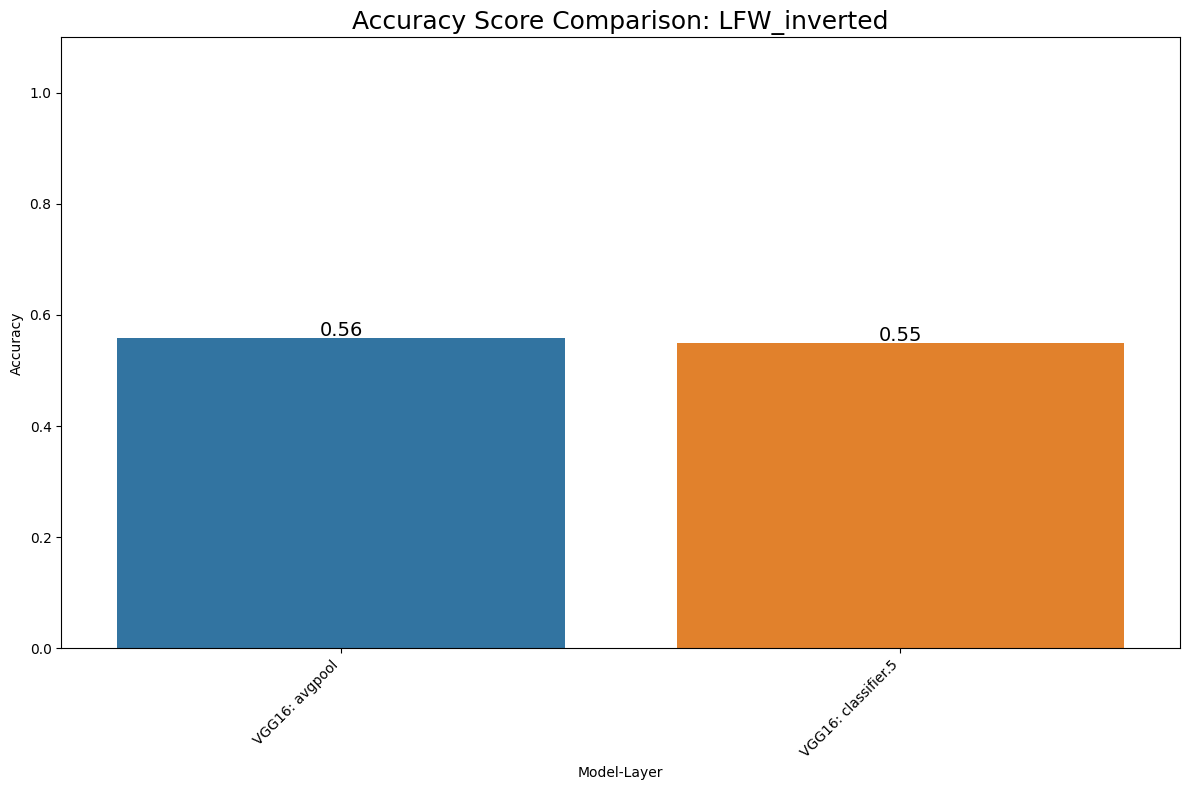 Accuracy Score Comparison: LFW_inverted
1.0
0.8
0.6
0.4
0.2
0.0
Accuracy
0.56
0.55
VGG16: avgpool
VGG16: classifier.5
Model-Layer